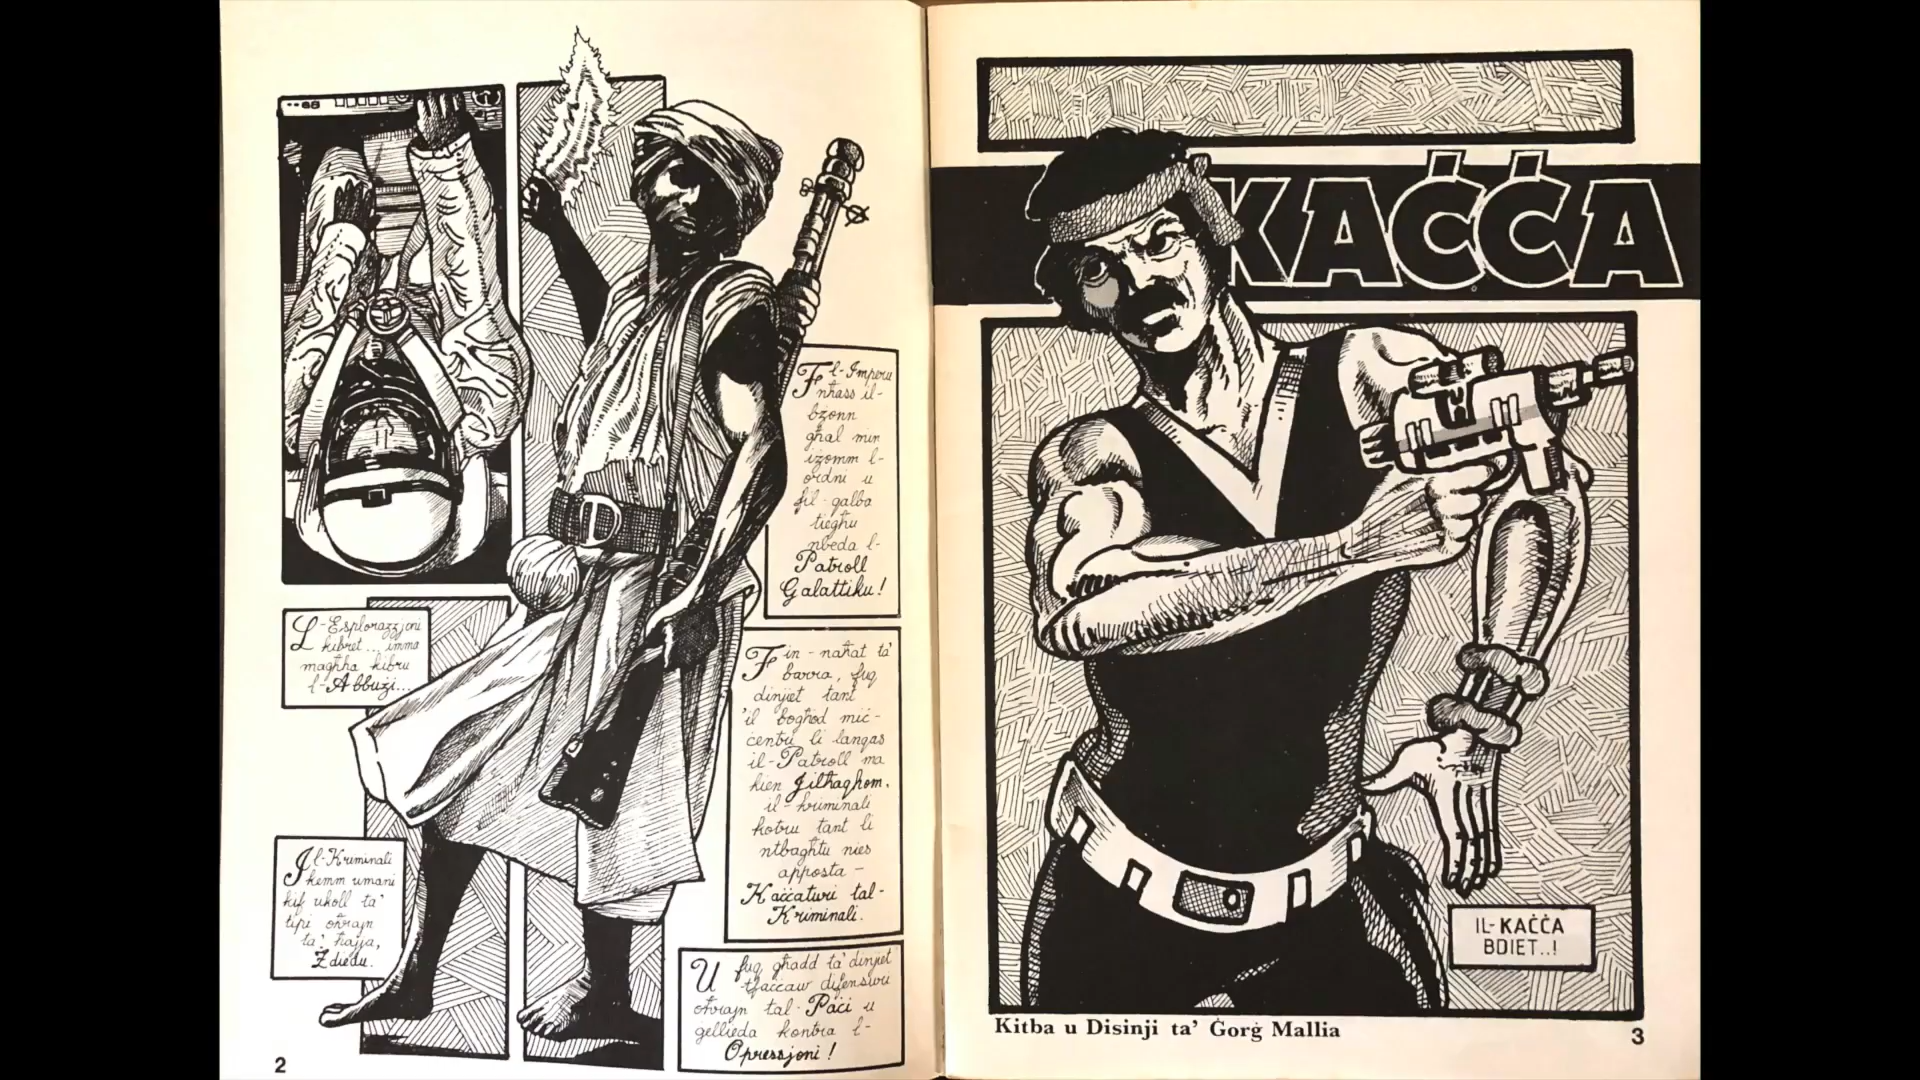 68
L-Esplorazzjoni
kibret... imma
magħha kibru
l-Abbużi...
Il-Kriminali
kemm umani
kif ukoll ta'
tipi oħrajn
ta' ħajja,
Żdiedu.
Fl-Imperu
nħass il-
bżonn
għal min
iżomm l-
ordni u
fil-qalba
tiegħu
nbeda l-
Patroll
Galattiku!
Fin-naħat ta'
barra, fuq
dinjiet tant
'il bogħod miċ-
ċentru li lanqas
il-Patroll ma
kien jilħaqhom,
il-kriminali
kotru tant li
ntbagħtu nies
apposta -
Kaċċaturi tal-
Kriminali.
U fuq għadd ta' dinjiet
tfaċċaw difensuri
oħrajn tal-Paċi u
ġellieda kontra l-
Opressjoni!
2
KAĊĊA
IL-KAĊĊA
BDIET..!
Kitba u Disinji ta' Ġorġ Mallia
3